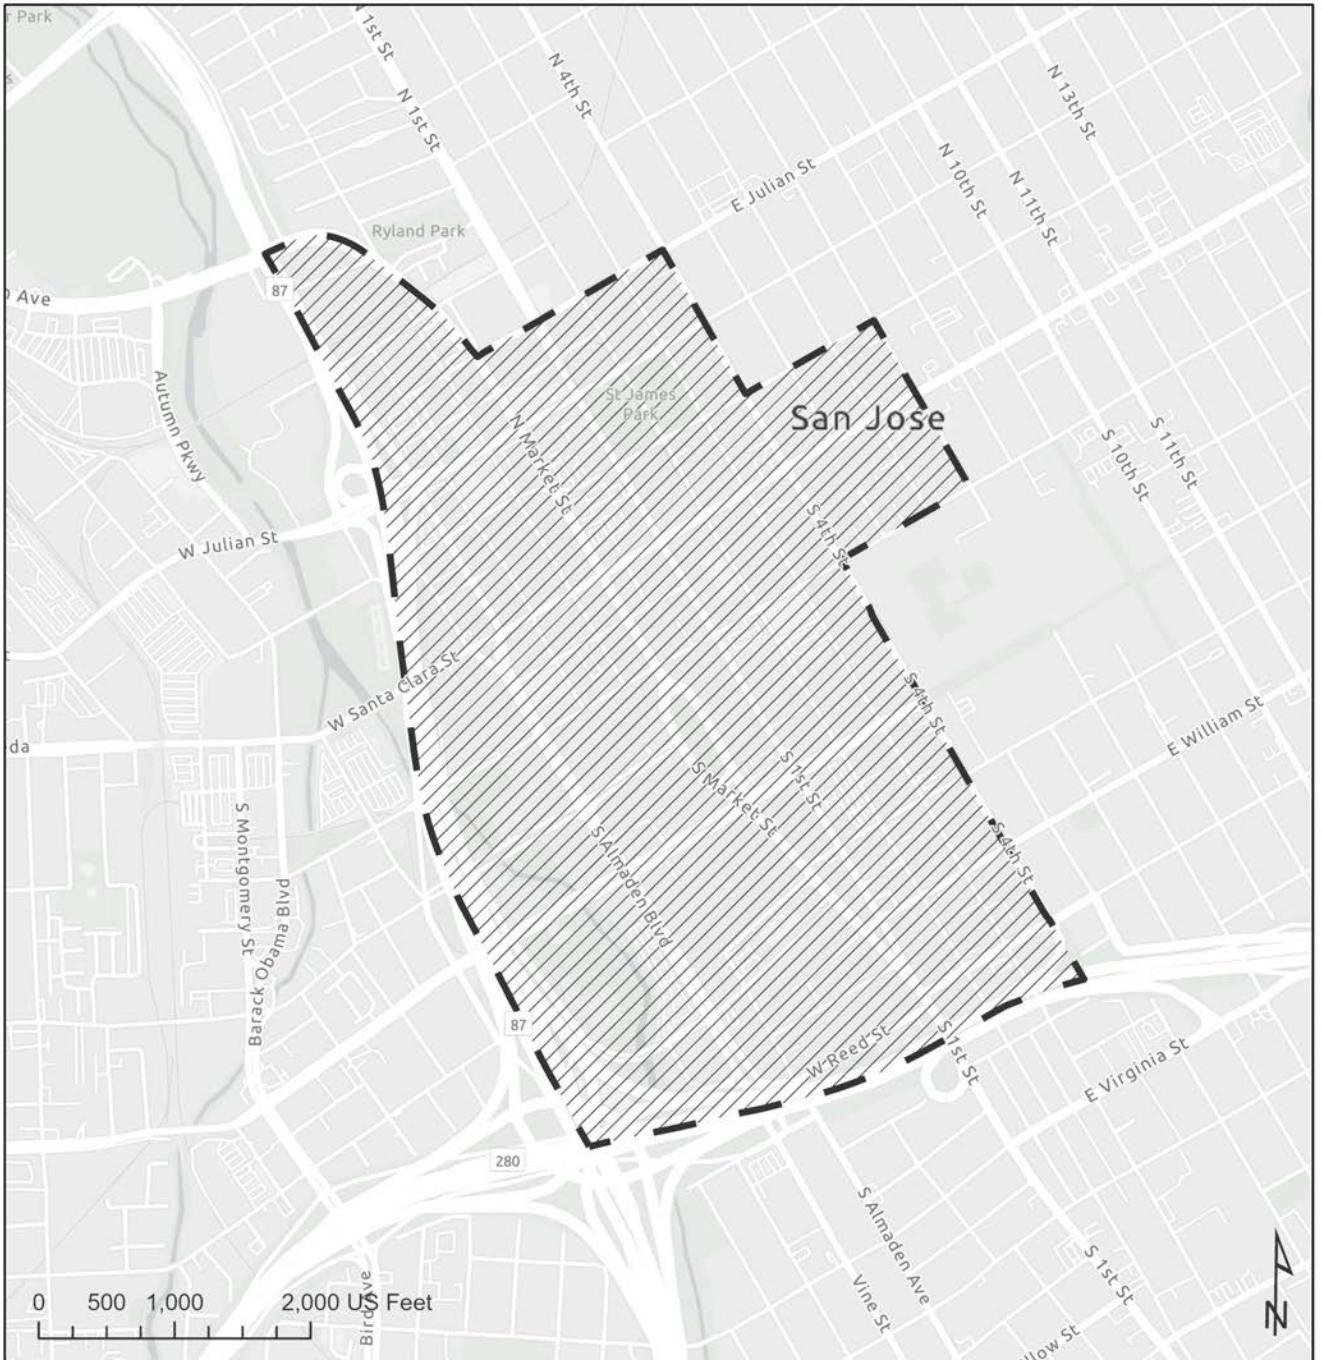 N 1st St
N 4th St
N 13th St
N 1st St
E Julian St
N 10th St
N 11th St
Ryland Park
87
Ave
Autumn Pkwy
St James
Park
San Jose
N Market St
S 11th St
S 10th St
S 4th St
W Julian St
W Santa Clara St
S 4th St
E William St
da
S 1st St
S Market St
S Montgomery St
S Almaden Blvd
S 4th St
Barack Obama Blvd
87
W Reed St
S 1st St
E Virginia St
280
S Almaden Ave
S 1st St
Vine St
Bird Ave
0 500 1,000 2,000 US Feet
N